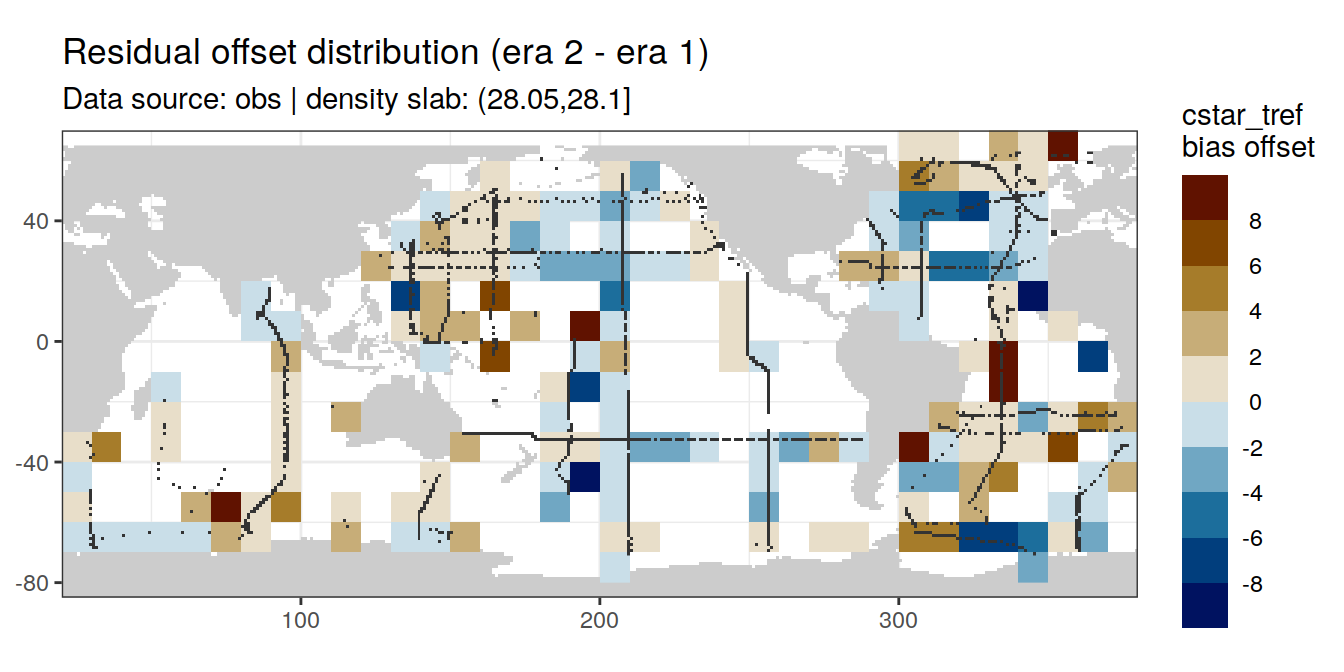 Residual offset distribution (era 2 - era 1)
Data source: obs | density slab: (28.05,28.1]
cstar_tref
bias offset
8
6
4
2
0
-2
-4
-6
-8
40
0
-40
-80
100 200 300